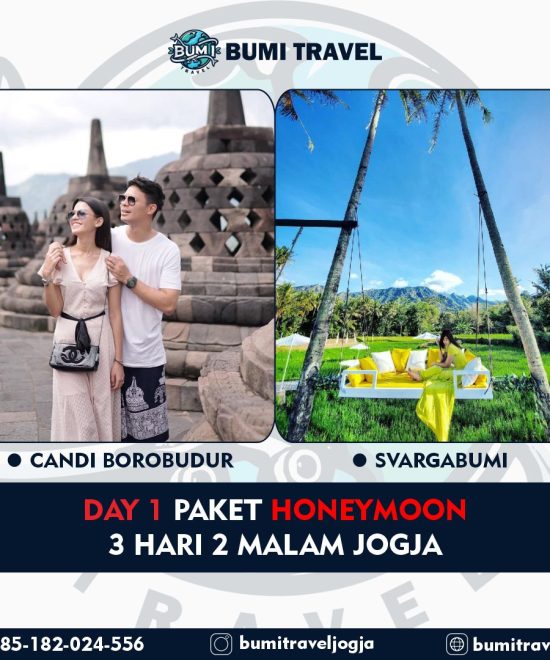 BUMI
TRAVEL
BUMI TRAVEL
• CANDI BOROBUDUR
• SVARGABUMI
DAY 1 PAKET HONEYMOON
3 HARI 2 MALAM JOGJA
TRAVEL
85-182-024-556
bumitraveljogja
bumitrave